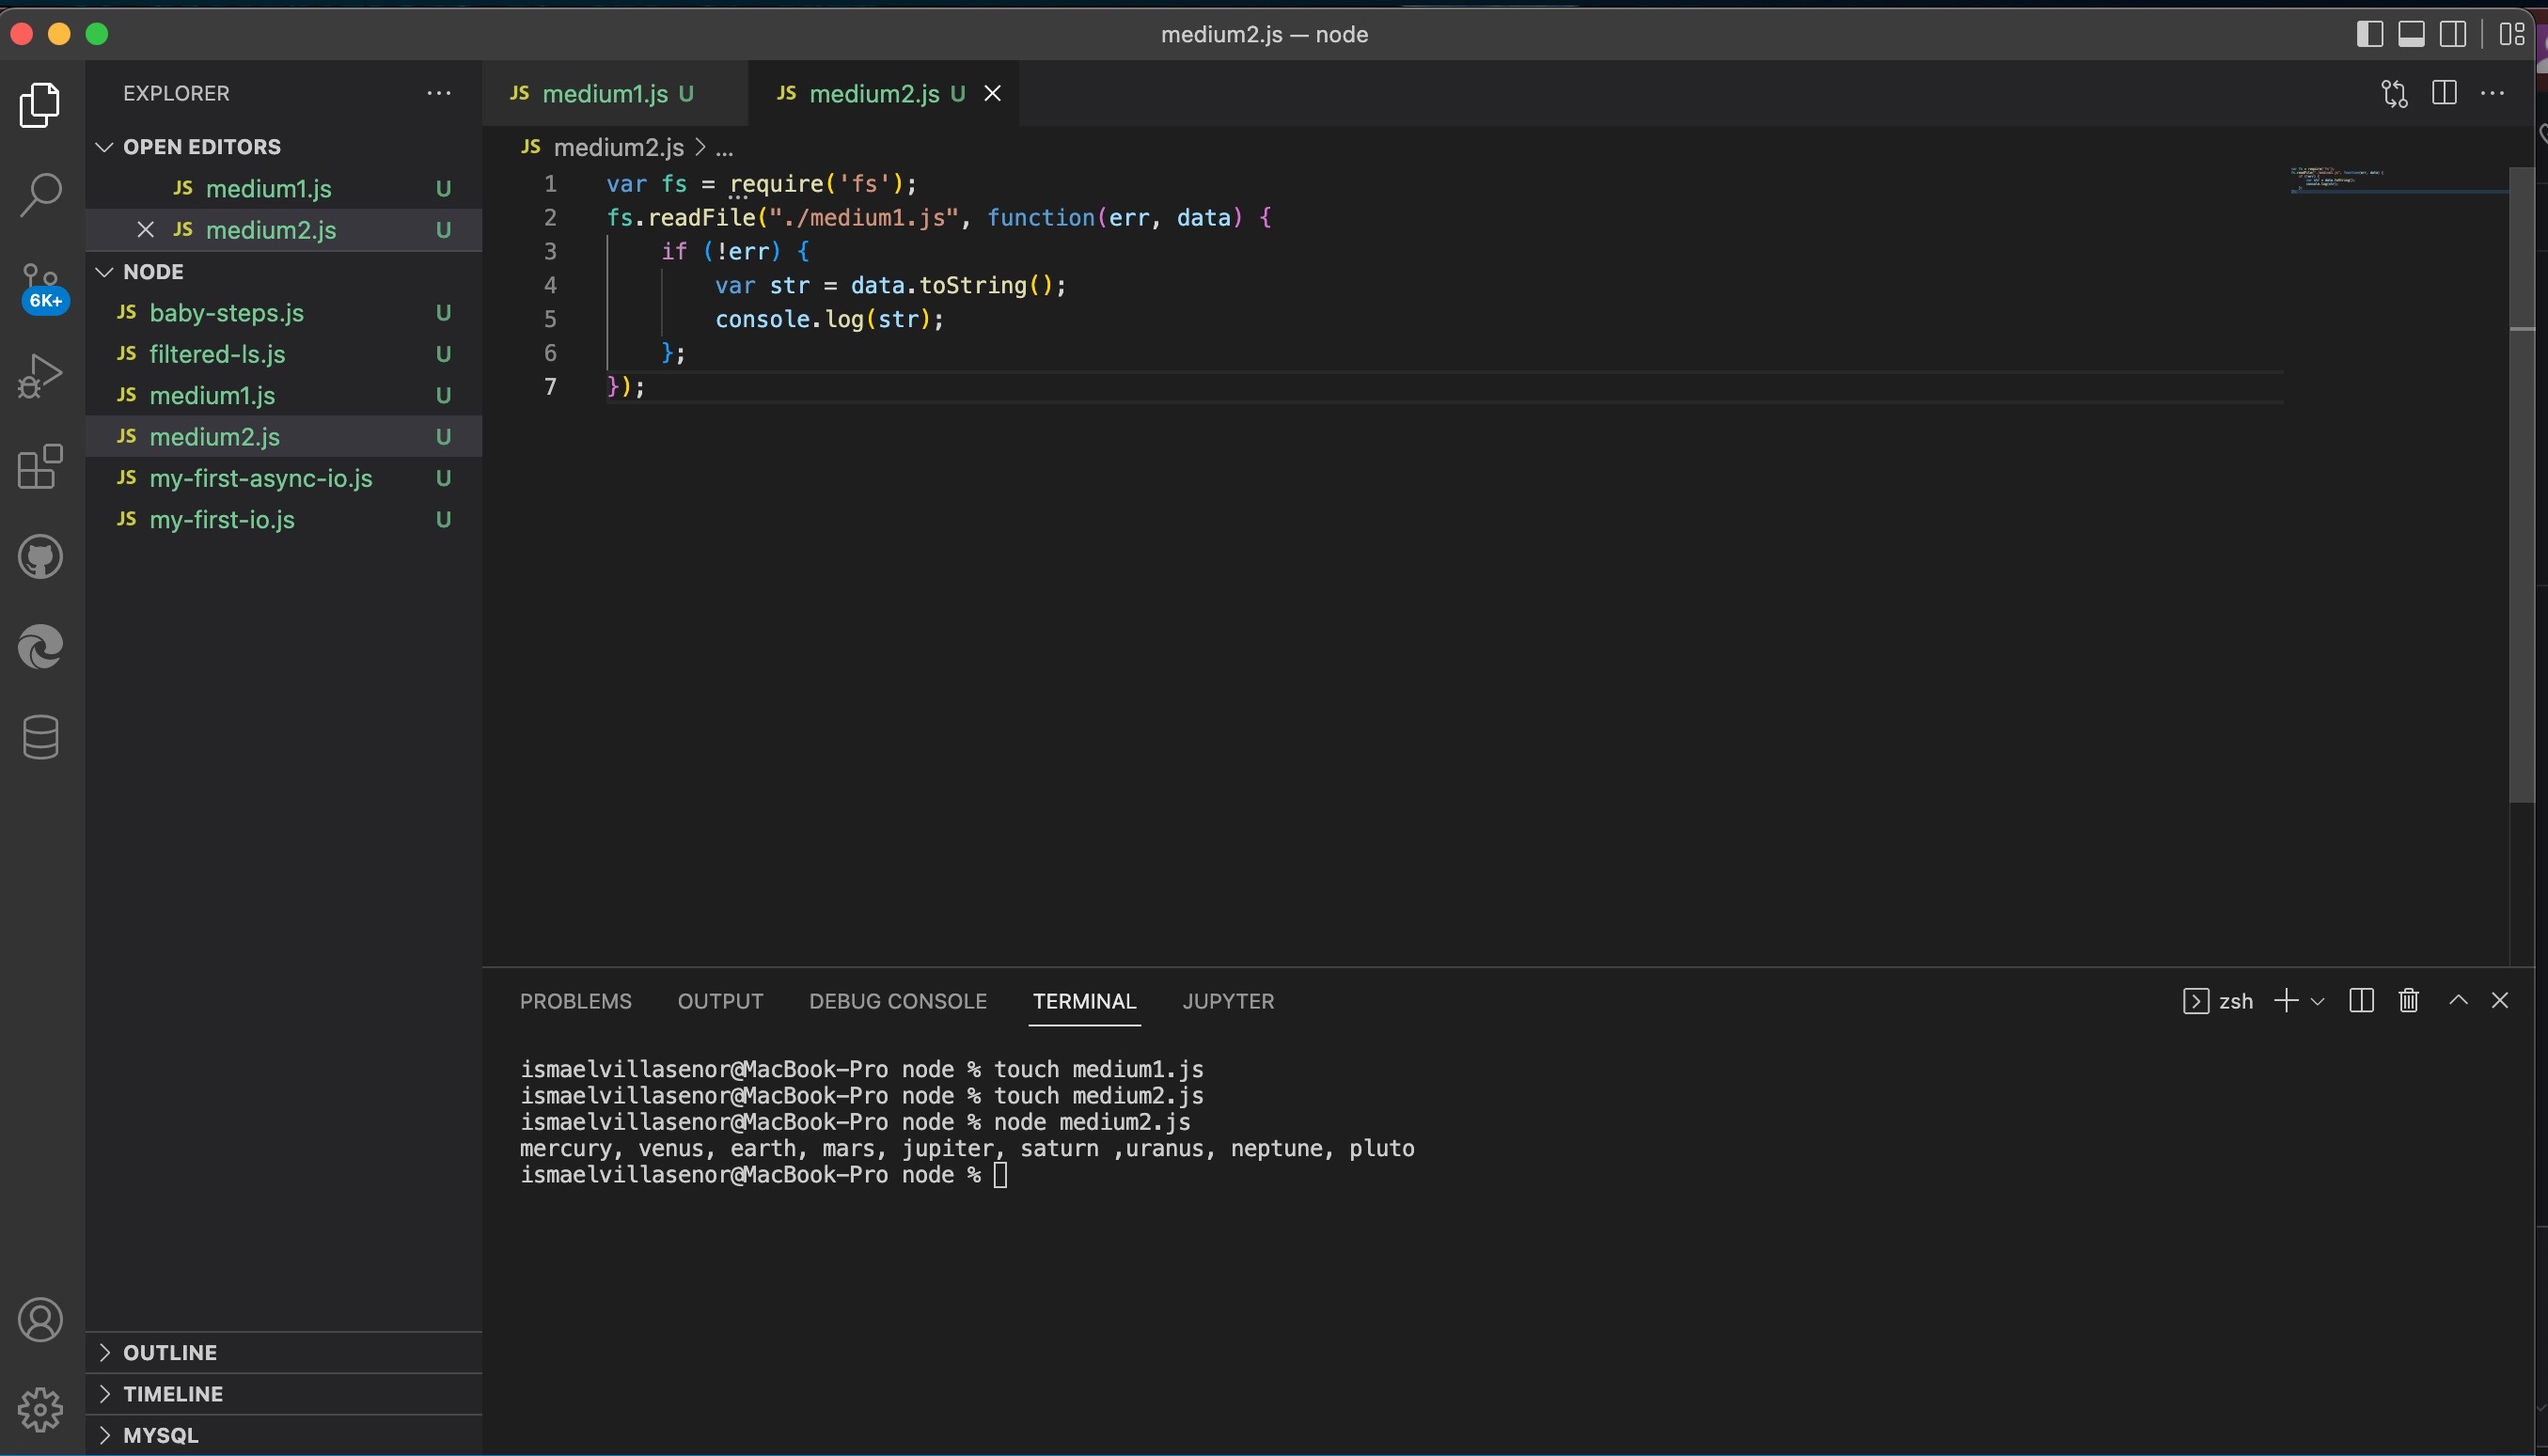 medium2.js — node
EXPLORER
OPEN EDITORS
JS medium1.js U
JS medium2.js U
NODE
JS baby-steps.js U
JS filtered-ls.js U
JS medium1.js U
JS medium2.js U
JS my-first-async-io.js U
JS my-first-io.js U
6K+
OUTLINE
TIMELINE
MYSQL
JS medium1.js U
JS medium2.js U
JS medium2.js > ...
1 var fs = require('fs');
2 fs.readFile("./medium1.js", function(err, data) {
3 if (!err) {
4 var str = data.toString();
5 console.log(str);
6 };
7 });
PROBLEMS OUTPUT DEBUG CONSOLE TERMINAL JUPYTER
zsh
ismaelvillasenor@MacBook-Pro node % touch medium1.js
ismaelvillasenor@MacBook-Pro node % touch medium2.js
ismaelvillasenor@MacBook-Pro node % node medium2.js
mercury, venus, earth, mars, jupiter, saturn ,uranus, neptune, pluto
ismaelvillasenor@MacBook-Pro node %